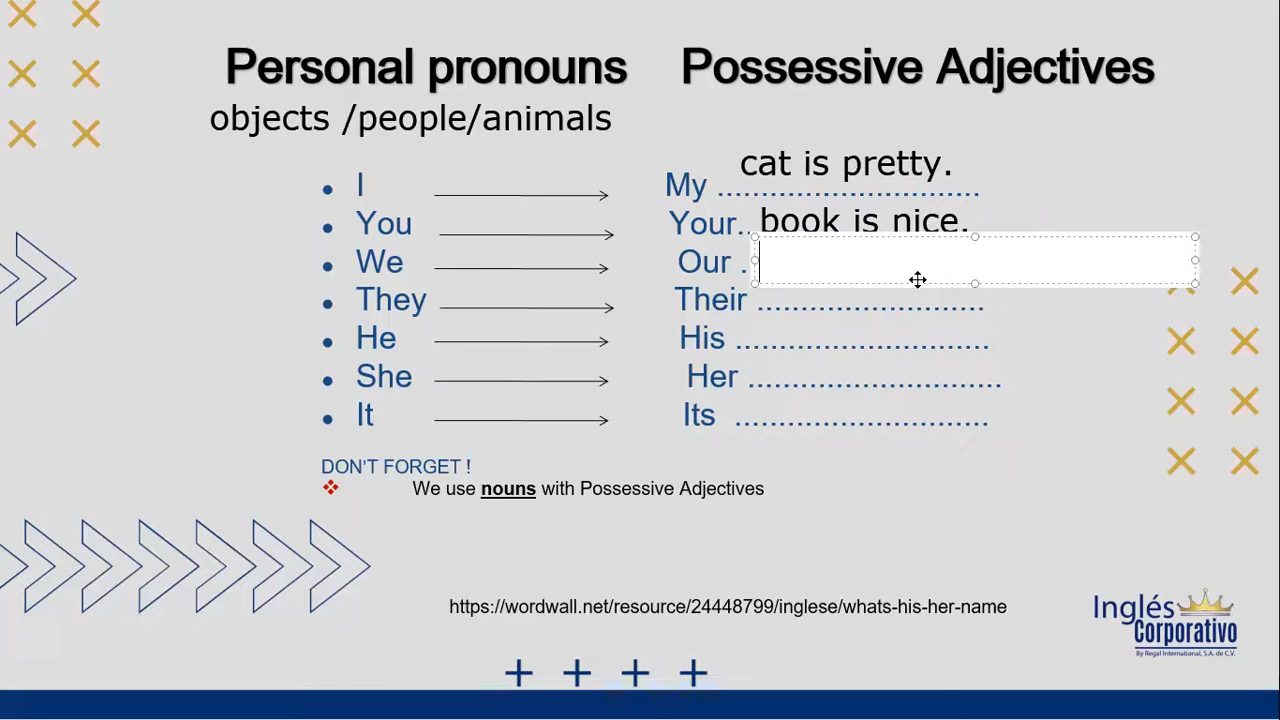 Personal pronouns Possessive Adjectives
objects /people/animals
cat is pretty.
I My ..............................
You Your.. book is nice.
We Our .
They Their ..........................
He His .............................
She Her .............................
It Its .............................
DON'T FORGET !
We use nouns with Possessive Adjectives
https://wordwall.net/resource/24448799/inglese/whats-his-her-name
Inglés
Corporativo
By Regal International, S.A. de C.V.